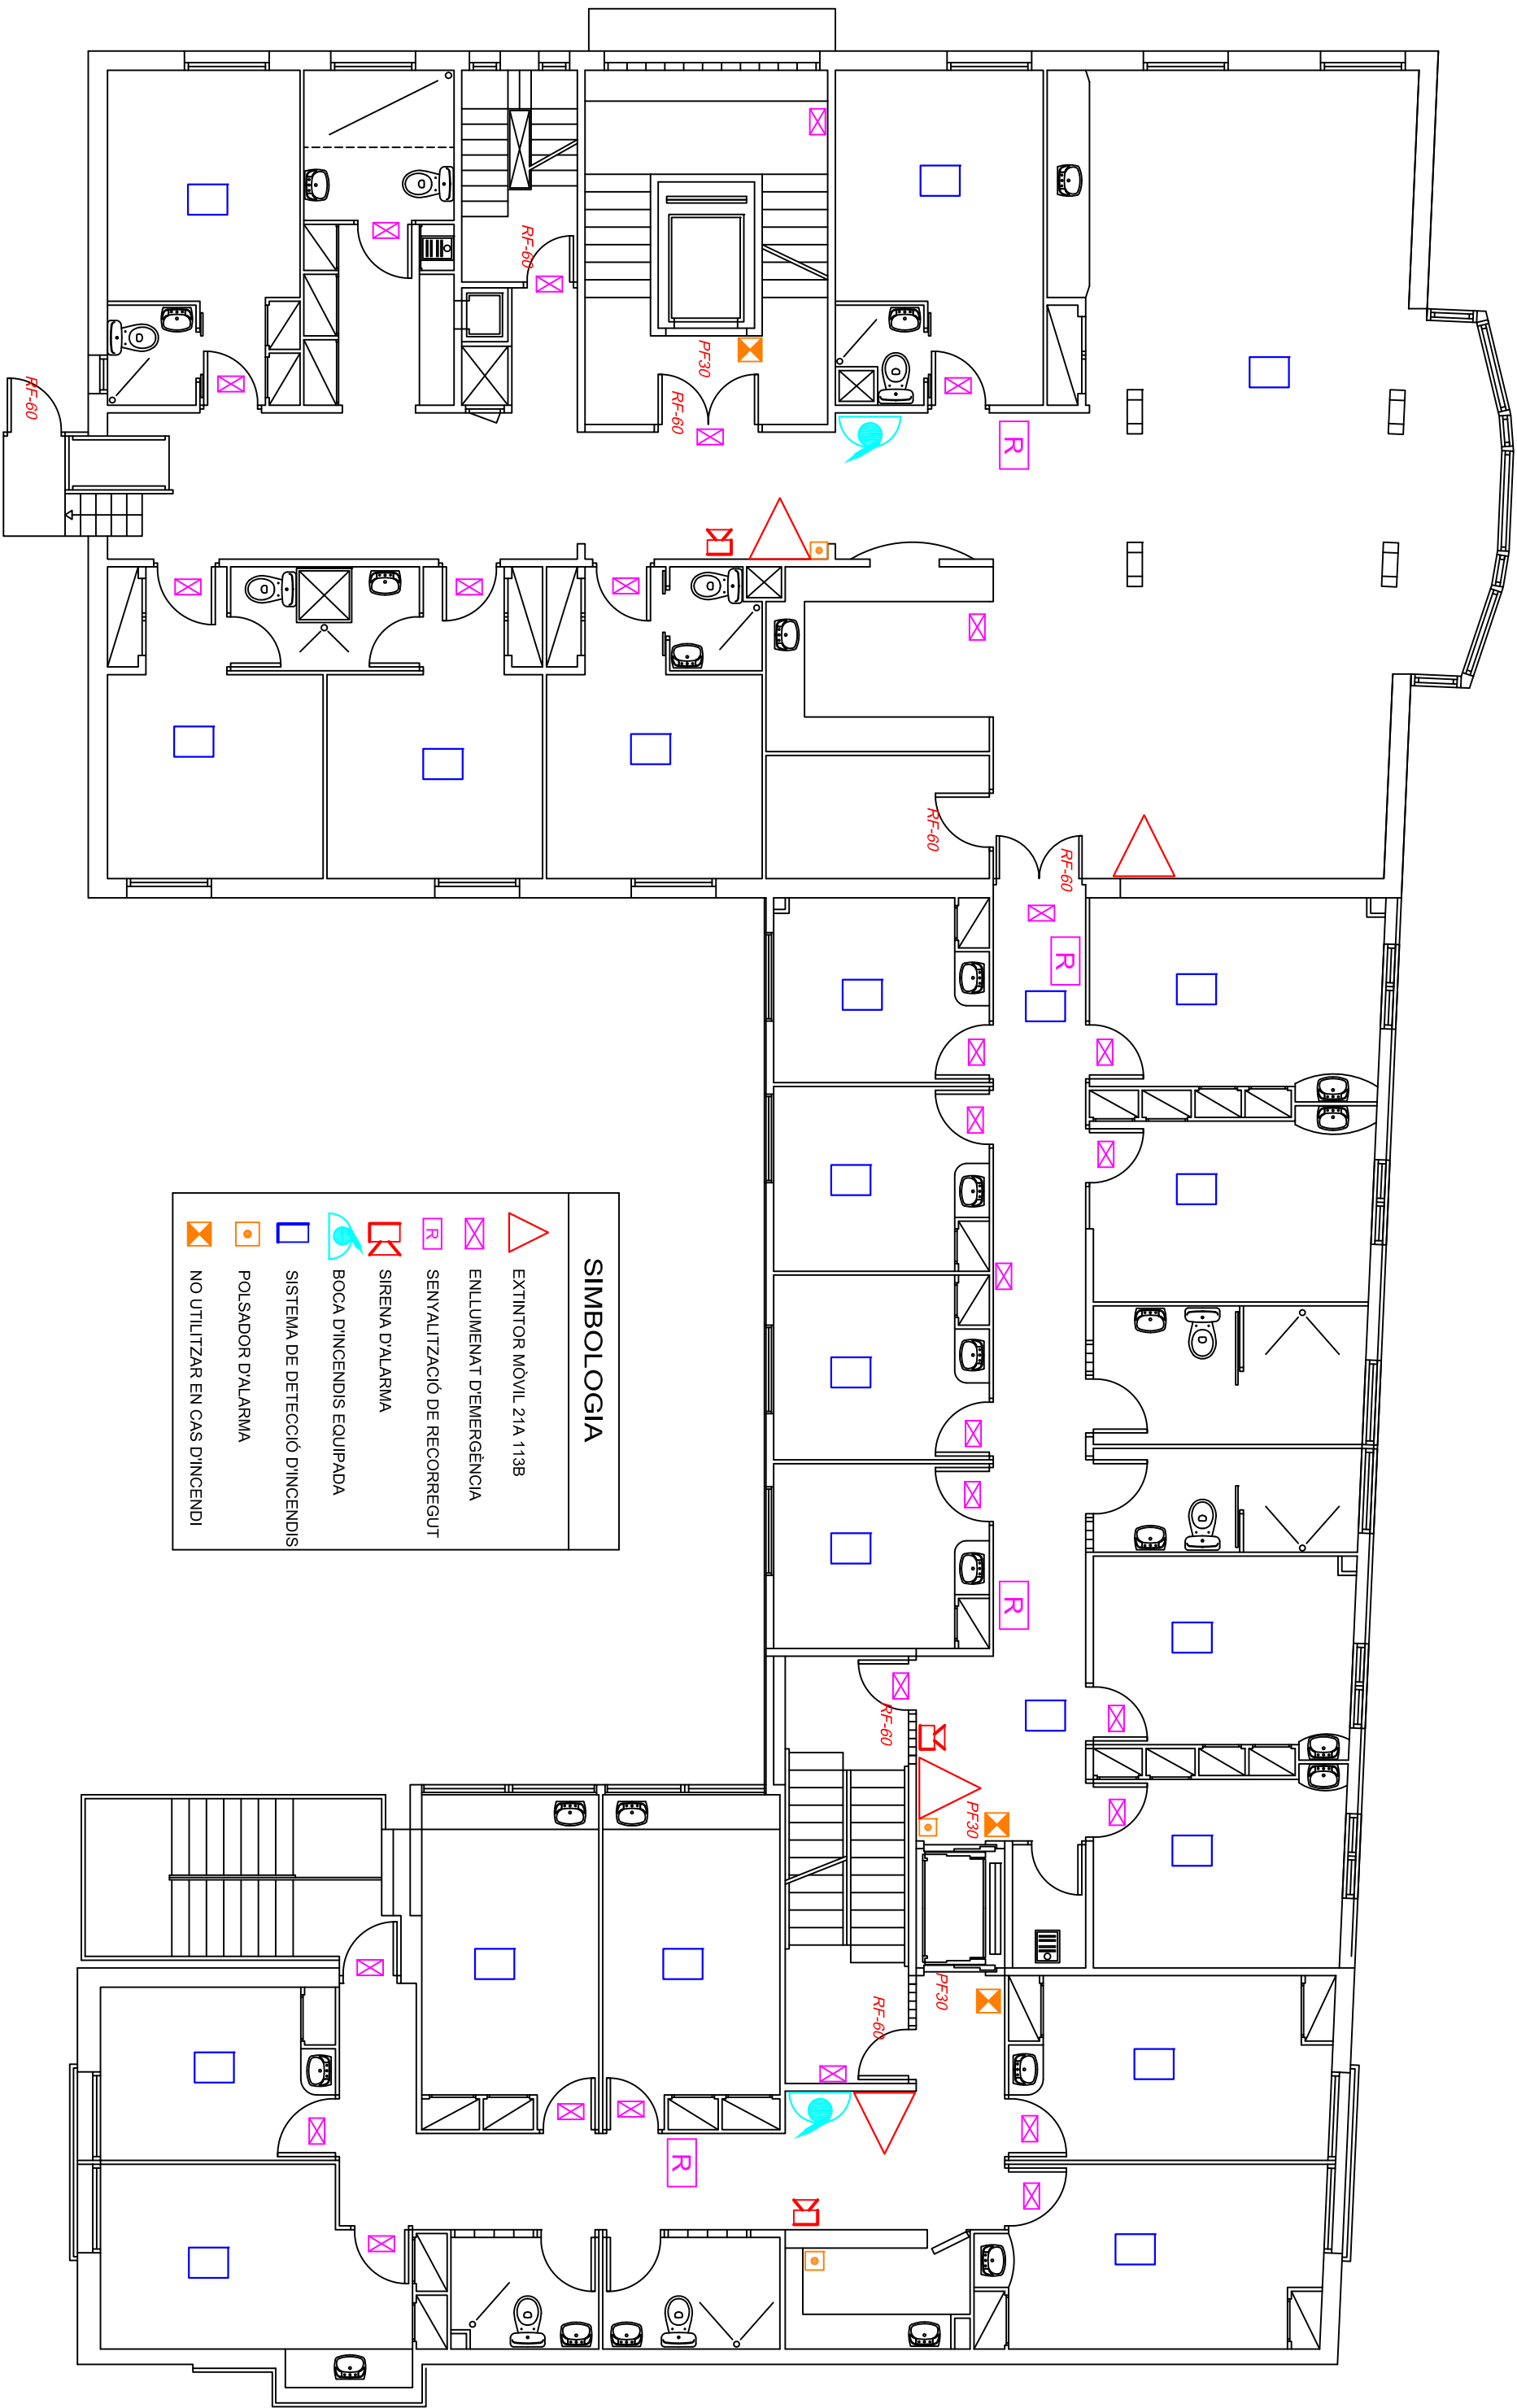 RF-60
PF30
RF-60
RF-60
R
RF-60
RF-60
R
SIMBOLOGIA
EXTINTOR MÒVIL 21A 113B
ENLLUMENAT D'EMERGÈNCIA
R SENYALITZACIÓ DE RECORREGUT
SIRENA D'ALARMA
BOCA D'INCENDIS EQUIPADA
SISTEMA DE DETECCIÓ D'INCENDIS
POLSADOR D'ALARMA
NO UTILITZAR EN CAS D'INCENDI
R
RF-60
PF30
PF30
RF-60
R